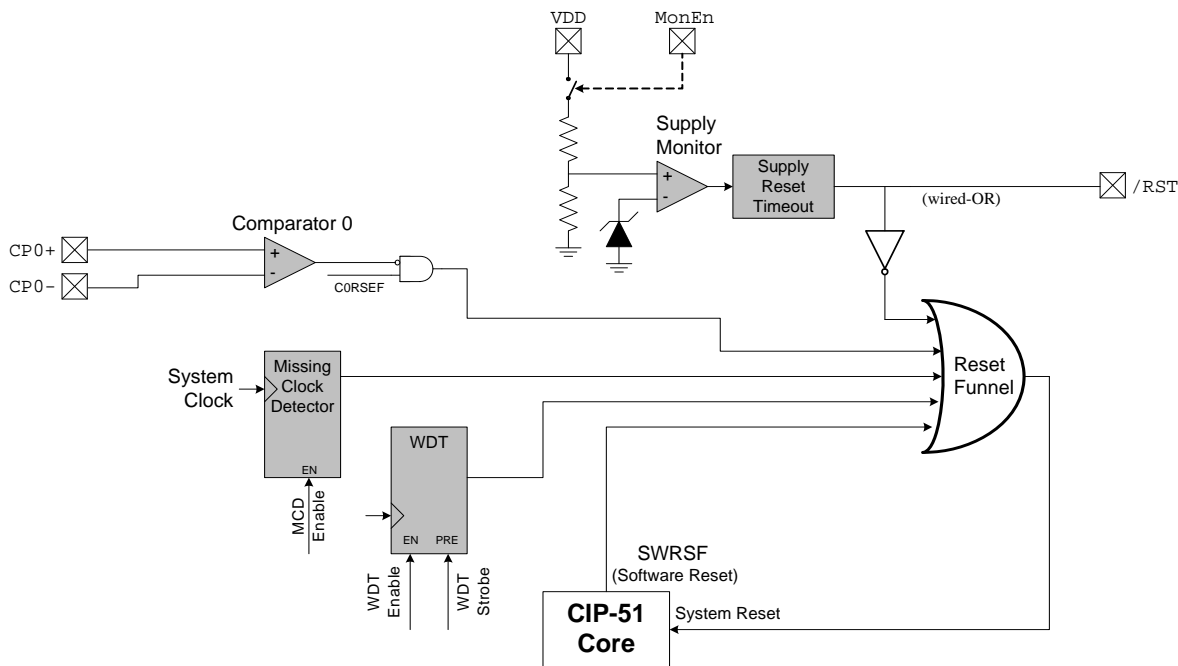 VDD
MonEn
Supply
Monitor
+
-
Supply
Reset
Timeout
(wired-OR)
/RST
Comparator 0
CP0+
CP0-
+
-
C0RSEF
Reset
Funnel
System
Clock
Missing
Clock
Detector
EN
MCD
Enable
WDT
EN
PRE
WDT
Enable
WDT
Strobe
SWRSF
(Software Reset)
CIP-51
Core
System Reset